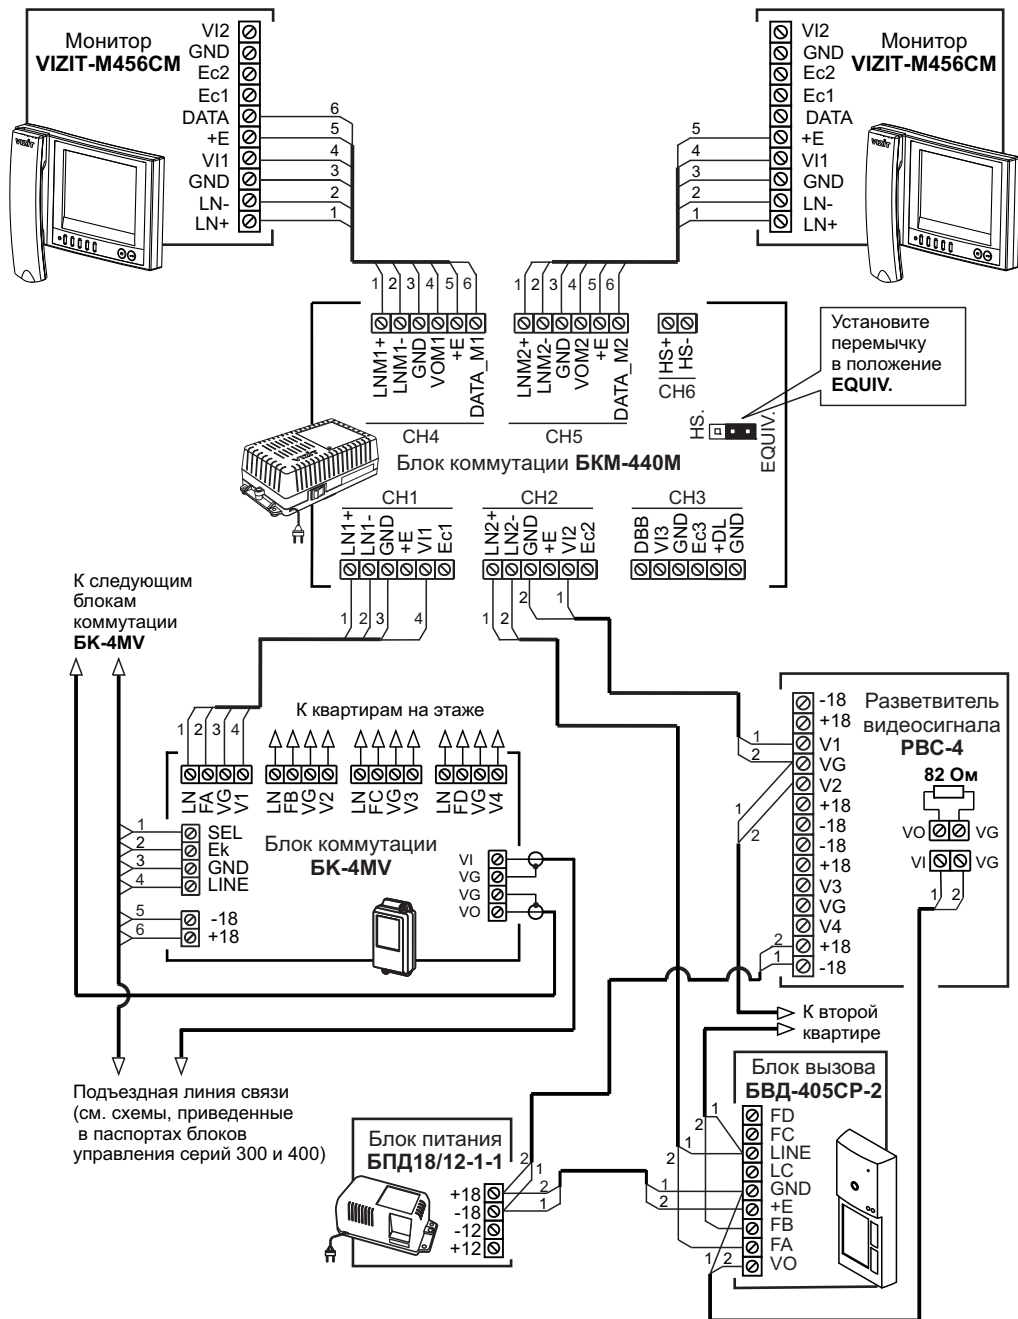 Монитор
VIZIT-M456CM
VI2
GND
Ec2
Ec1
DATA
+E
VI1
GND
LN-
LN+
6
5
4
3
2
1
VIZIT
Монитор
VIZIT-M456CM
VI2
GND
Ec2
Ec1
DATA
+E
VI1
GND
LN-
LN+
5
4
3
2
1
VIZIT
1 2 3 4 5 6
LNM1+
LNM1-
GND
VOM1
+E
DATA_M1
CH4
1 2 3 4 5 6
LNM2+
LNM2-
GND
VOM2
+E
DATA_M2
CH5
HS+
HS-
CH6
HS.
EQUIV.
Установите
перемычку
в положение
EQUIV.
Блок коммутации БКМ-440М
CH1
LN1+
LN1-
GND
+E
VI1
Ec1
1 2 3 4
CH2
LN2+
LN2-
GND
+E
VI2
Ec2
1 2 2 1
CH3
DBB
VI3
GND
Ec3
+DL
GND
К следующим
блокам
коммутации
БК-4MV
1 2 3 4
К квартирам на этаже
LN
FA
VG
V1
LN
FB
VG
V2
LN
FC
VG
V3
LN
FD
VG
V4
1 SEL
2 Ek
3 GND
4 LINE
5 -18
6 +18
Блок коммутации
БК-4MV
VI
VG
VG
VO
Разветвитель
видеосигнала
РВС-4
-18
+18
V1
VG
V2
+18
-18
-18
+18
V3
VG
V4
+18
-18
1
2
1
2
2
1
82 Ом
VO VG
VI VG
1 2
К второй
квартире
Подъездная линия связи
(см. схемы, приведенные
в паспортах блоков
управления серий 300 и 400)
Блок питания
БПД18/12-1-1
+18
-18
-12
+12
2
1
2
1
Блок вызова
БВД-405CP-2
FD
FC
LINE
LC
GND
+E
FB
FA
VO
1
2
1
2
1
2
1 2